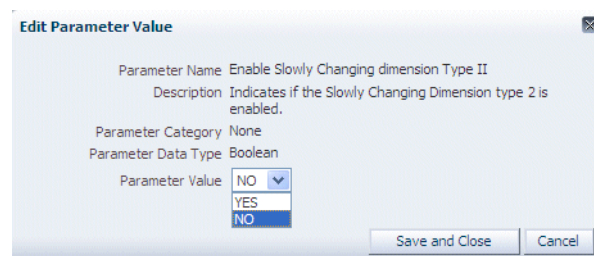 Edit Parameter Value
Parameter Name Enable Slowly Changing dimension Type II
Description Indicates if the Slowly Changing Dimension type 2 is
enabled.
Parameter Category None
Parameter Data Type Boolean
Parameter Value NO
YES
NO
Save and Close Cancel